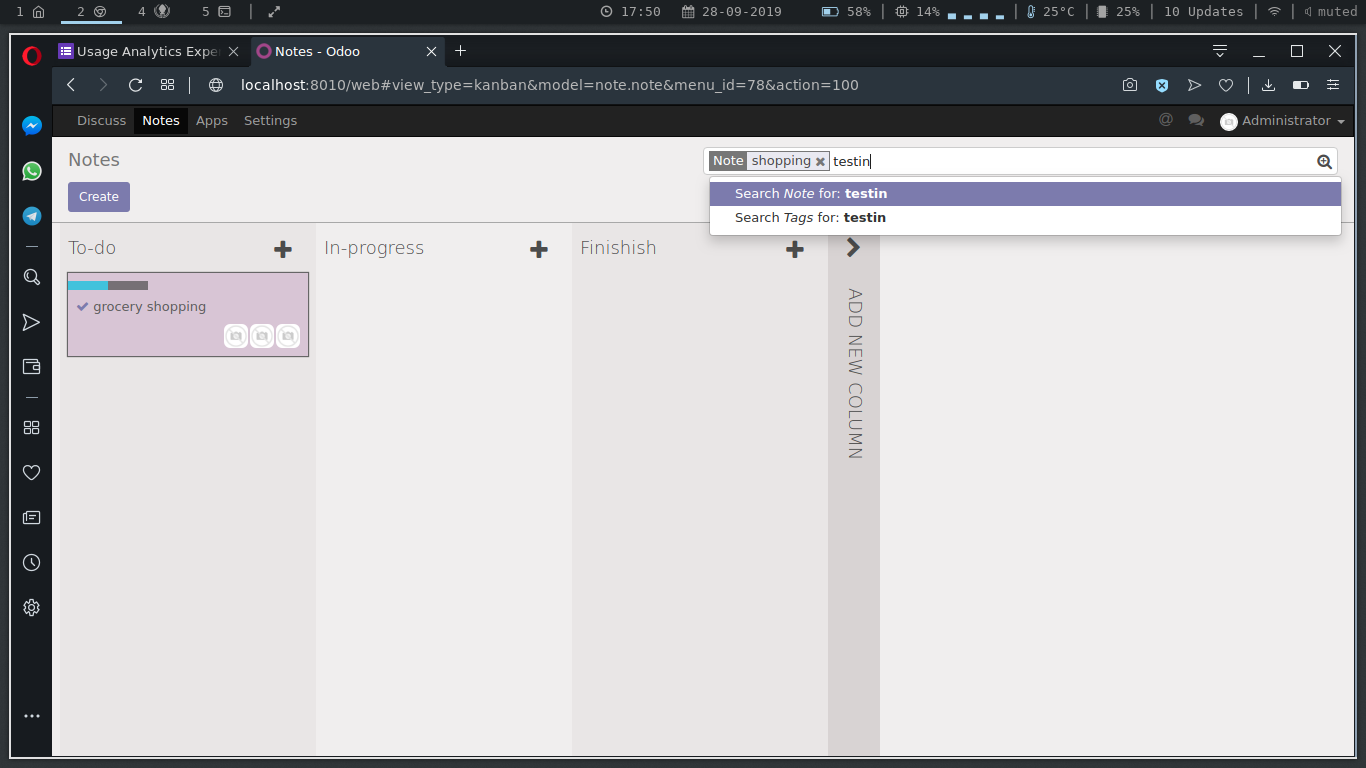 1 2 4 5 17:50 28-09-2019 58% 14% 25°C 25% 10 Updates muted
Usage Analytics Expe Notes - Odoo
localhost:8010/web#view_type=kanban&model=note.note&menu_id=78&action=100
Discuss Notes Apps Settings @ Administrator
Notes Note shopping testin
Create
Search Note for: testin
Search Tags for: testin
To-do In-progress Finishish
grocery shopping
ADD NEW COLUMN